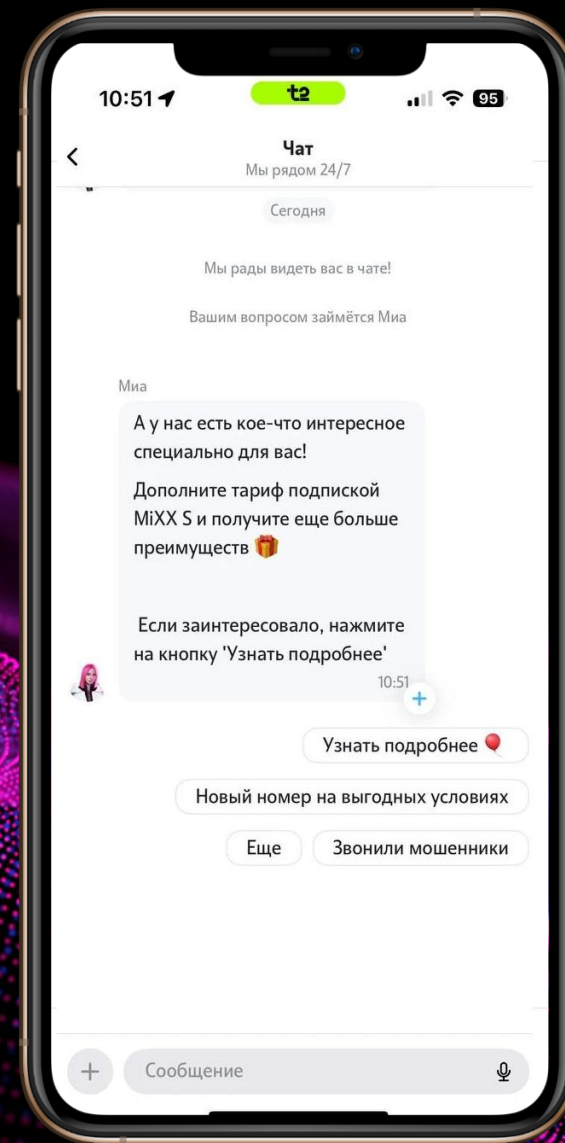 10:51
t2
95
Чат
Мы рядом 24/7
Сегодня
Мы рады видеть вас в чате!
Вашим вопросом займётся Миа
Миа
А у нас есть кое-что интересное
специально для вас!
Дополните тариф подпиской
MiXX S и получите еще больше
преимуществ 🎁
Если заинтересовало, нажмите
на кнопку 'Узнать подробнее'
10:51
Узнать подробнее 🎈
Новый номер на выгодных условиях
Еще
Звонили мошенники
Сообщение